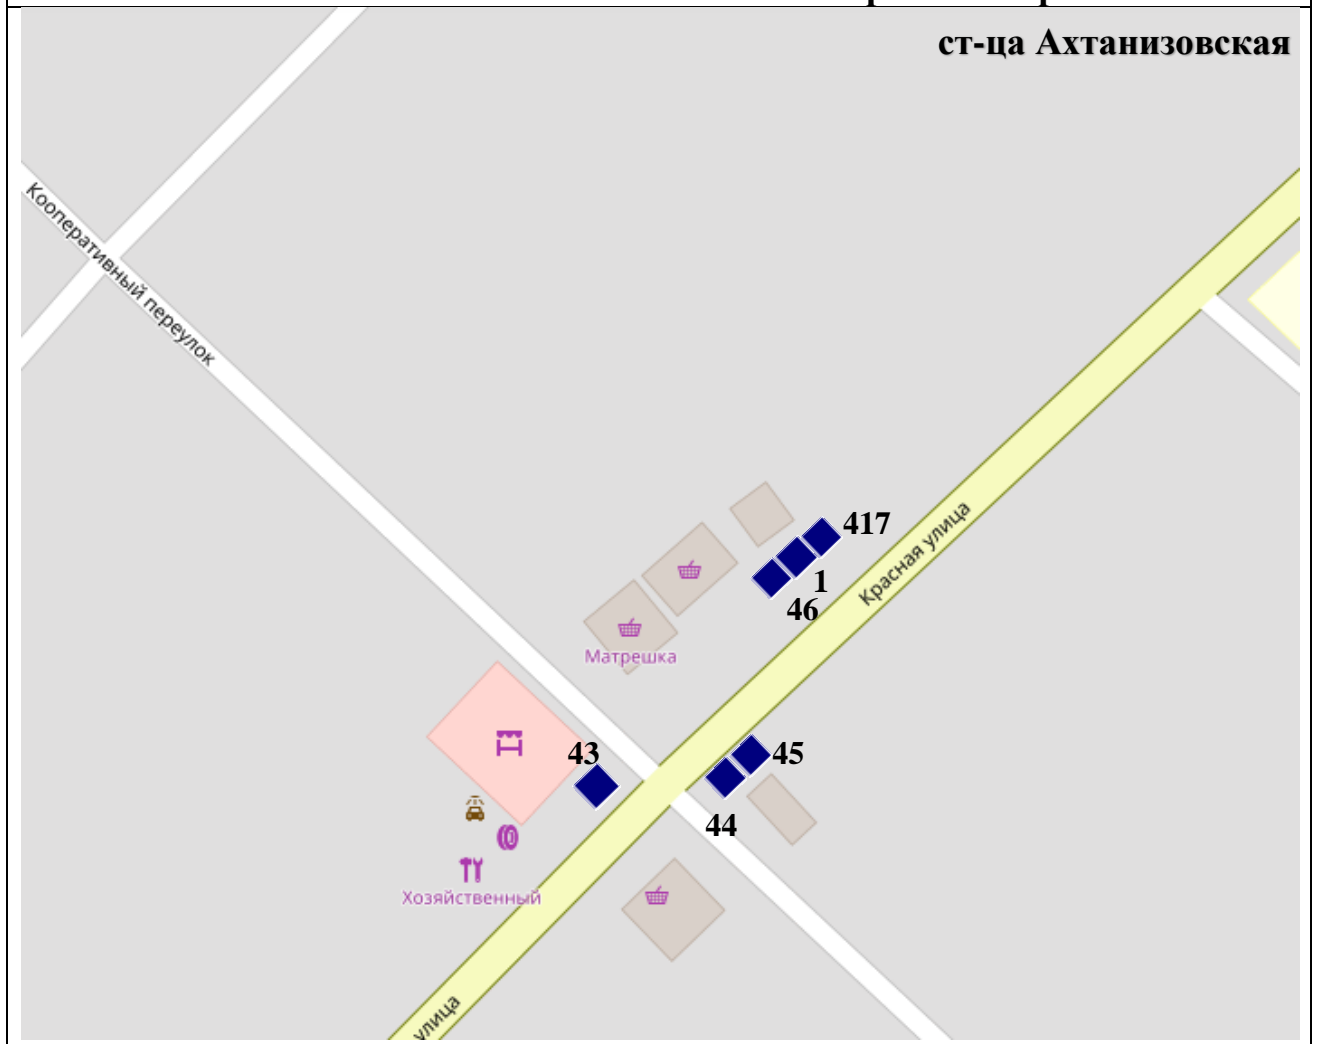 ст-ца Ахтанизовская
Кооперативный переулок
417
1
46
Красная улица
Матрешка
43
45
44
Хозяйственный
улица